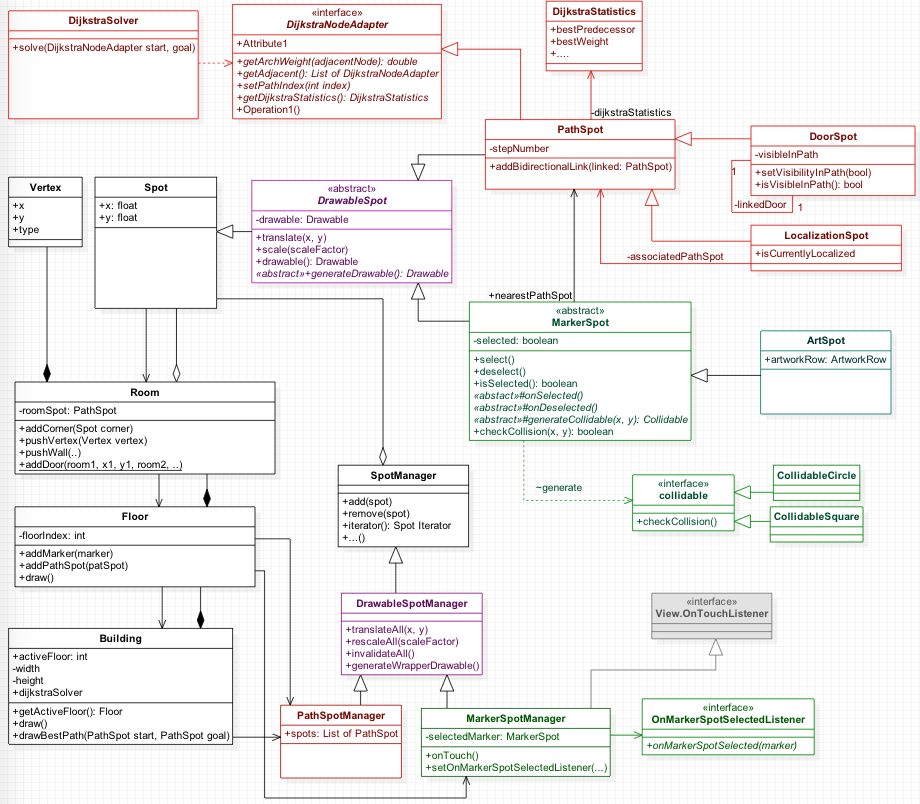 DijkstraSolver
+solve(DijkstraNodeAdapter start, goal)
«interface»
DijkstraNodeAdapter
+Attribute1
+getArchWeight(adjacentNode): double
+getAdjacent(): List of DijkstraNodeAdapter
+setPathIndex(int index)
+getDijkstraStatistics(): DijkstraStatistics
+Operation1()
DijkstraStatistics
+bestPredecessor
+bestWeight
+....
-dijkstraStatistics
PathSpot
-stepNumber
+addBidirectionalLink(linked: PathSpot)
DoorSpot
-visibleInPath
+setVisibilityInPath(bool)
+isVisibleInPath(): bool
1
-linkedDoor
1
LocalizationSpot
+isCurrentlyLocalized
-associatedPathSpot
Vertex
+x
+y
+type
Spot
+x: float
+y: float
«abstract»
DrawableSpot
-drawable: Drawable
+translate(x, y)
+scale(scaleFactor)
+drawable(): Drawable
«abstract»+generateDrawable(): Drawable
+nearestPathSpot
«abstract»
MarkerSpot
-selected: boolean
+select()
+deselect()
+isSelected(): boolean
«abstact»#onSelected()
«abstract»#onDeselected()
«abstract»#generateCollidable(x, y): Collidable
+checkCollision(x, y): boolean
ArtSpot
+artworkRow: ArtworkRow
Room
-roomSpot: PathSpot
+addCorner(Spot corner)
+pushVertex(Vertex vertex)
+pushWall(..)
+addDoor(room1, x1, y1, room2, ..)
SpotManager
+add(spot)
+remove(spot)
+iterator(): Spot Iterator
+...()
~generate
«interface»
collidable
+checkCollision()
CollidableCircle
CollidableSquare
Floor
-floorIndex: int
+addMarker(marker)
+addPathSpot(patSpot)
+draw()
DrawableSpotManager
+translateAll(x, y)
+rescaleAll(scaleFactor)
+invalidateAll()
+generateWrapperDrawable()
«interface»
View.OnTouchListener
Building
+activeFloor: int
-width
-height
+dijkstraSolver
+getActiveFloor(): Floor
+draw()
+drawBestPath(PathSpot start, PathSpot goal)
PathSpotManager
+spots: List of PathSpot
MarkerSpotManager
-selectedMarker: MarkerSpot
+onTouch()
+setOnMarkerSpotSelectedListener(...)
«interface»
OnMarkerSpotSelectedListener
+onMarkerSpotSelected(marker)